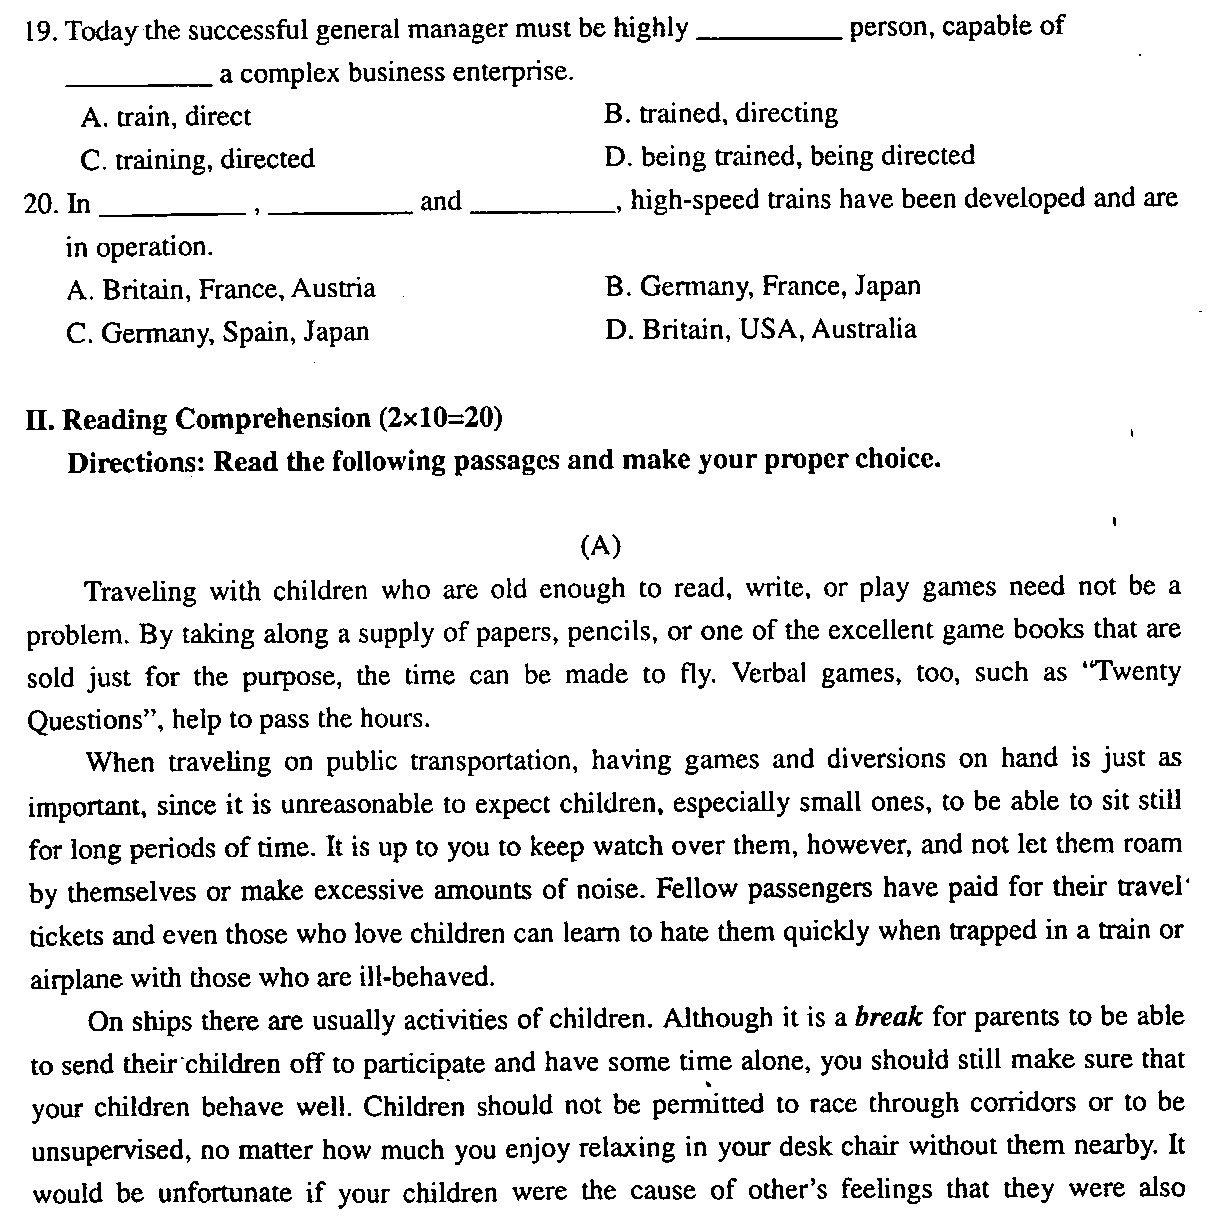 19. Today the successful general manager must be highly __________ person, capable of
__________ a complex business enterprise.
A. train, direct B. trained, directing
C. training, directed D. being trained, being directed
20. In __________ , __________ and __________, high-speed trains have been developed and are
in operation.
A. Britain, France, Austria B. Germany, France, Japan
C. Germany, Spain, Japan D. Britain, USA, Australia
II. Reading Comprehension (2×10=20)
Directions: Read the following passages and make your proper choice.
(A)
Traveling with children who are old enough to read, write, or play games need not be a
problem. By taking along a supply of papers, pencils, or one of the excellent game books that are
sold just for the purpose, the time can be made to fly. Verbal games, too, such as “Twenty
Questions”, help to pass the hours.
When traveling on public transportation, having games and diversions on hand is just as
important, since it is unreasonable to expect children, especially small ones, to be able to sit still
for long periods of time. It is up to you to keep watch over them, however, and not let them roam
by themselves or make excessive amounts of noise. Fellow passengers have paid for their travel
tickets and even those who love children can learn to hate them quickly when trapped in a train or
airplane with those who are ill-behaved.
On ships there are usually activities of children. Although it is a break for parents to be able
to send their children off to participate and have some time alone, you should still make sure that
your children behave well. Children should not be permitted to race through corridors or to be
unsupervised, no matter how much you enjoy relaxing in your desk chair without them nearby. It
would be unfortunate if your children were the cause of other’s feelings that they were also